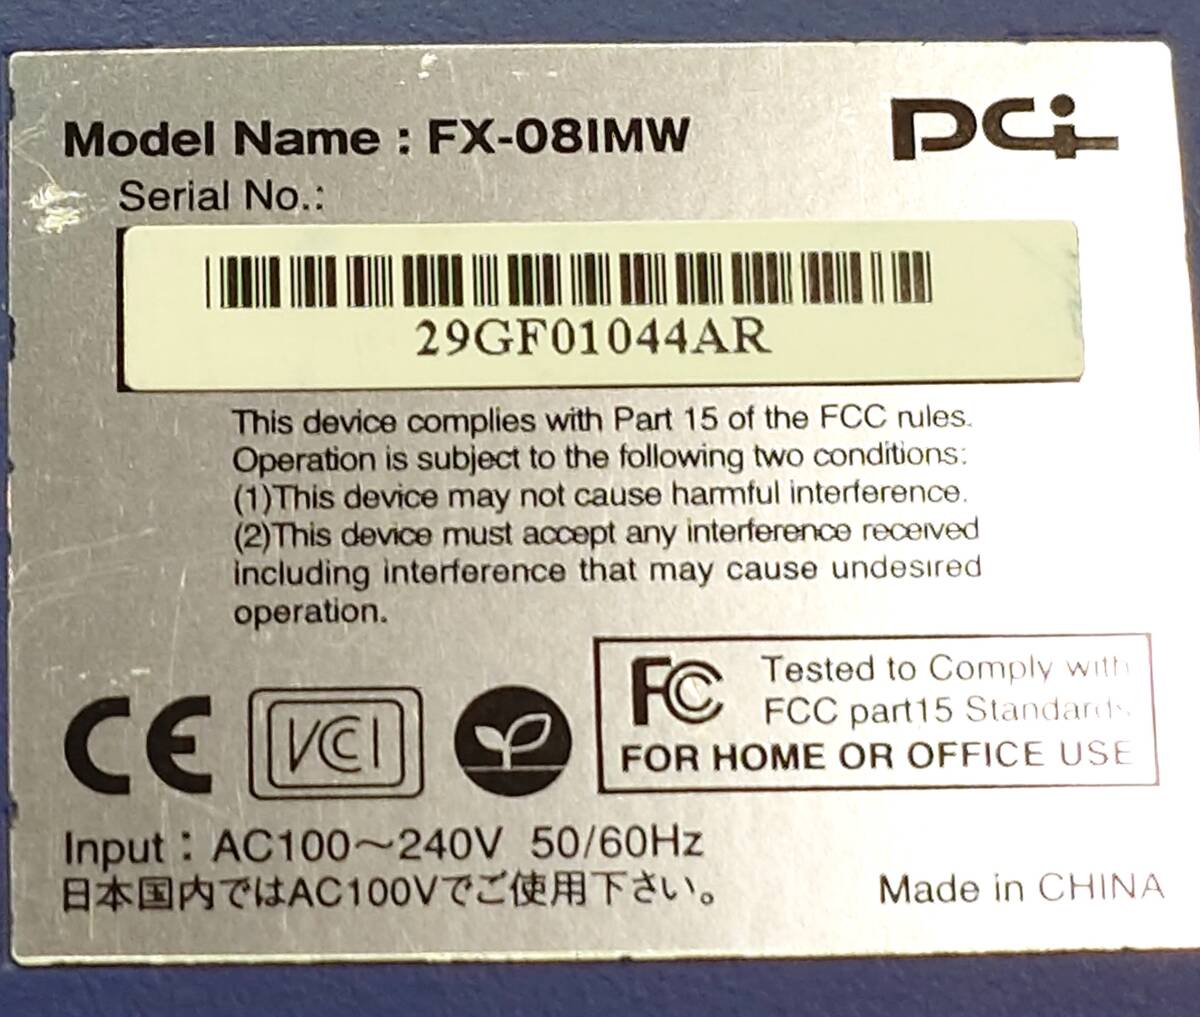 Model Name : FX-08IMW
PCi
Serial No.:
29GF01044AR
This device complies with Part 15 of the FCC rules.
Operation is subject to the following two conditions:
(1)This device may not cause harmful interference.
(2)This device must accept any interference received
including interference that may cause undesired
operation.
CE
VCCI
FC
Tested to Comply with
FCC part15 Standards
FOR HOME OR OFFICE USE
Input : AC100～240V 50/60Hz
日本国内ではAC100Vでご使用下さい。
Made in CHINA